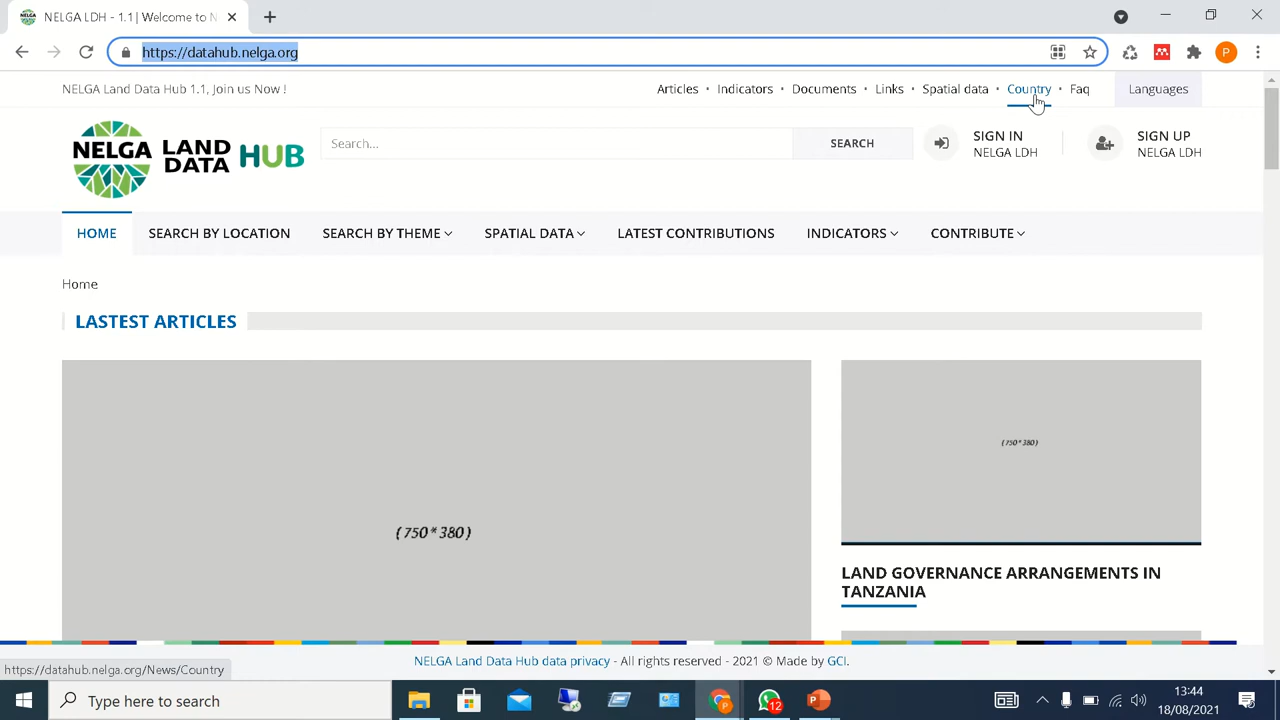 NELGA LDH - 1.1 | Welcome to N
https://datahub.nelga.org
P
NELGA Land Data Hub 1.1, Join us Now !
Articles • Indicators • Documents • Links • Spatial data • Country • Faq
Languages
NELGA LAND DATA HUB
Search...
SEARCH
SIGN IN
NELGA LDH
SIGN UP
NELGA LDH
HOME
SEARCH BY LOCATION
SEARCH BY THEME
SPATIAL DATA
LATEST CONTRIBUTIONS
INDICATORS
CONTRIBUTE
Home
LASTEST ARTICLES
(750*380)
(750*380)
LAND GOVERNANCE ARRANGEMENTS IN
TANZANIA
https://datahub.nelga.org/News/Country
NELGA Land Data Hub data privacy - All rights reserved - 2021 © Made by GCI.
Type here to search
P
12
P
13:44
18/08/2021